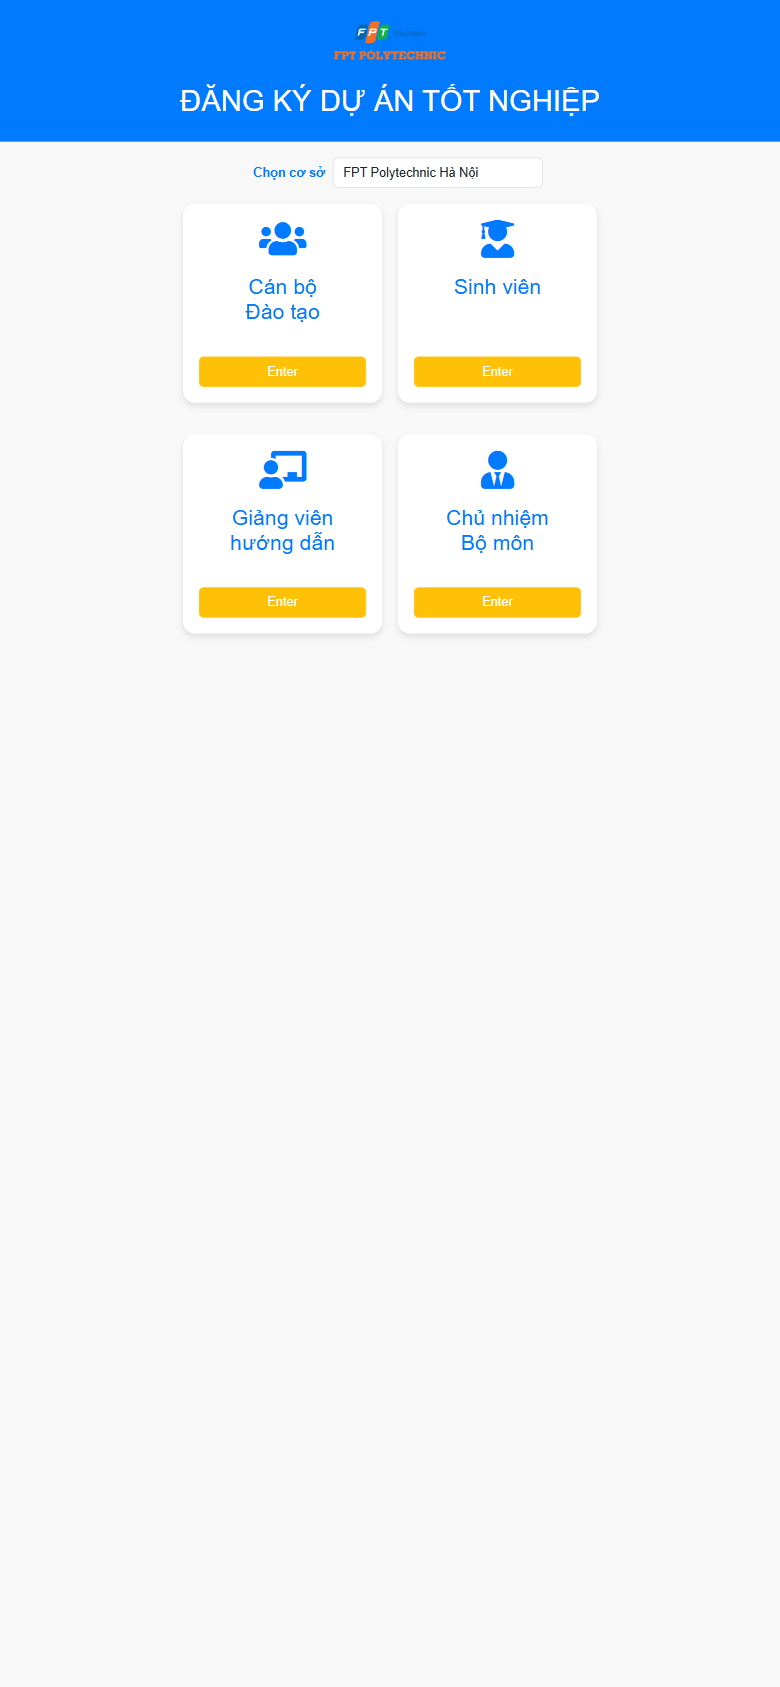 FPT Education
FPT POLYTECHNIC
ĐĂNG KÝ DỰ ÁN TỐT NGHIỆP
Chọn cơ sở FPT Polytechnic Hà Nội
Cán bộ
Đào tạo
Enter
Sinh viên
Enter
Giảng viên
hướng dẫn
Enter
Chủ nhiệm
Bộ môn
Enter